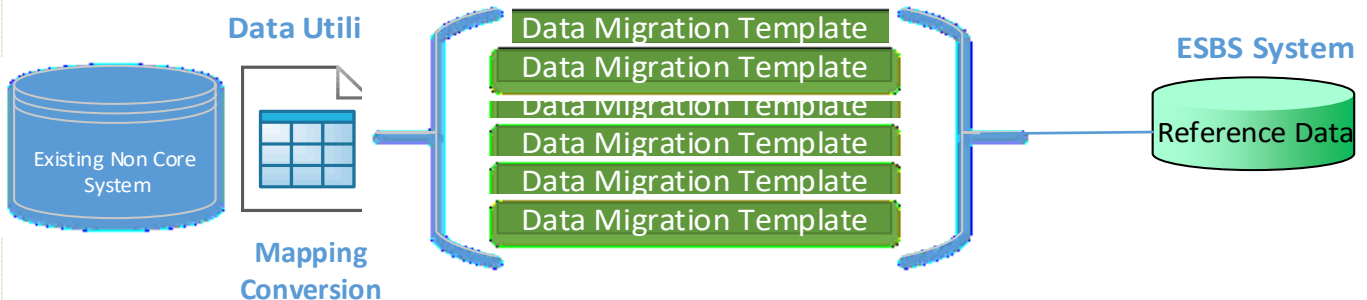 Data Utili
Data Migration Template
Data Migration Template
Data Migration Template
Data Migration Template
Data Migration Template
Data Migration Template
ESBS System
Reference Data
Existing Non Core
System
Mapping
Conversion